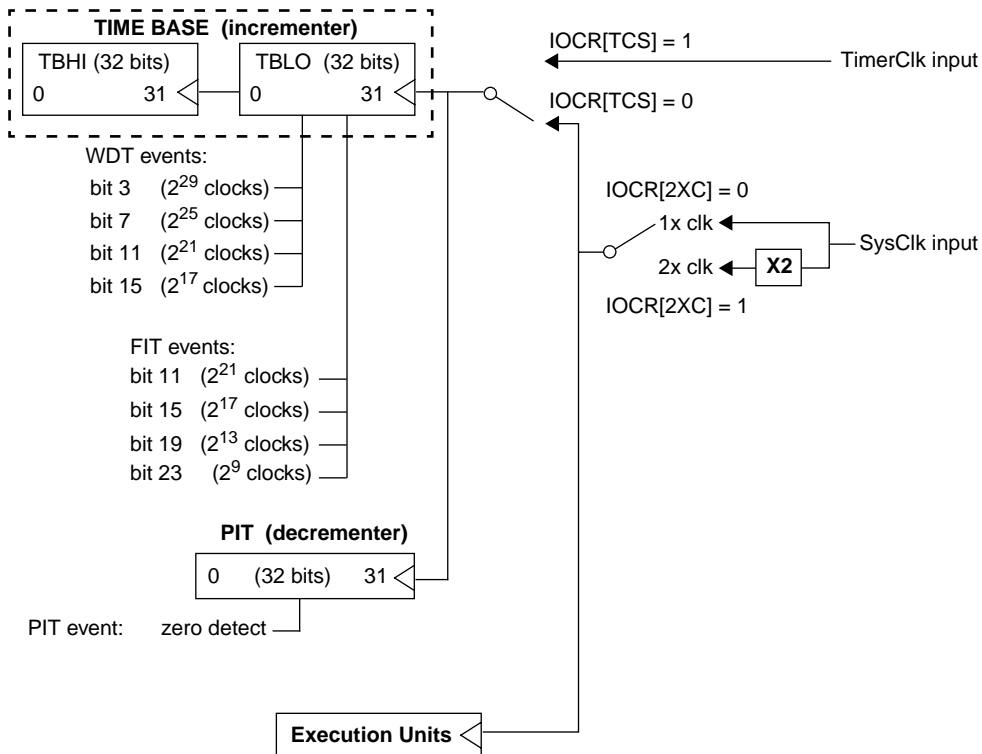 TIME BASE (incrementer)
TBHI (32 bits)
0 31
TBLO (32 bits)
0 31
IOCR[TCS] = 1
TimerClk input
IOCR[TCS] = 0
WDT events:
bit 3 (2^29 clocks)
bit 7 (2^25 clocks)
bit 11 (2^21 clocks)
bit 15 (2^17 clocks)
IOCR[2XC] = 0
1x clk
SysClk input
2x clk
X2
IOCR[2XC] = 1
FIT events:
bit 11 (2^21 clocks)
bit 15 (2^17 clocks)
bit 19 (2^13 clocks)
bit 23 (2^9 clocks)
PIT (decrementer)
0 (32 bits) 31
PIT event: zero detect
Execution Units